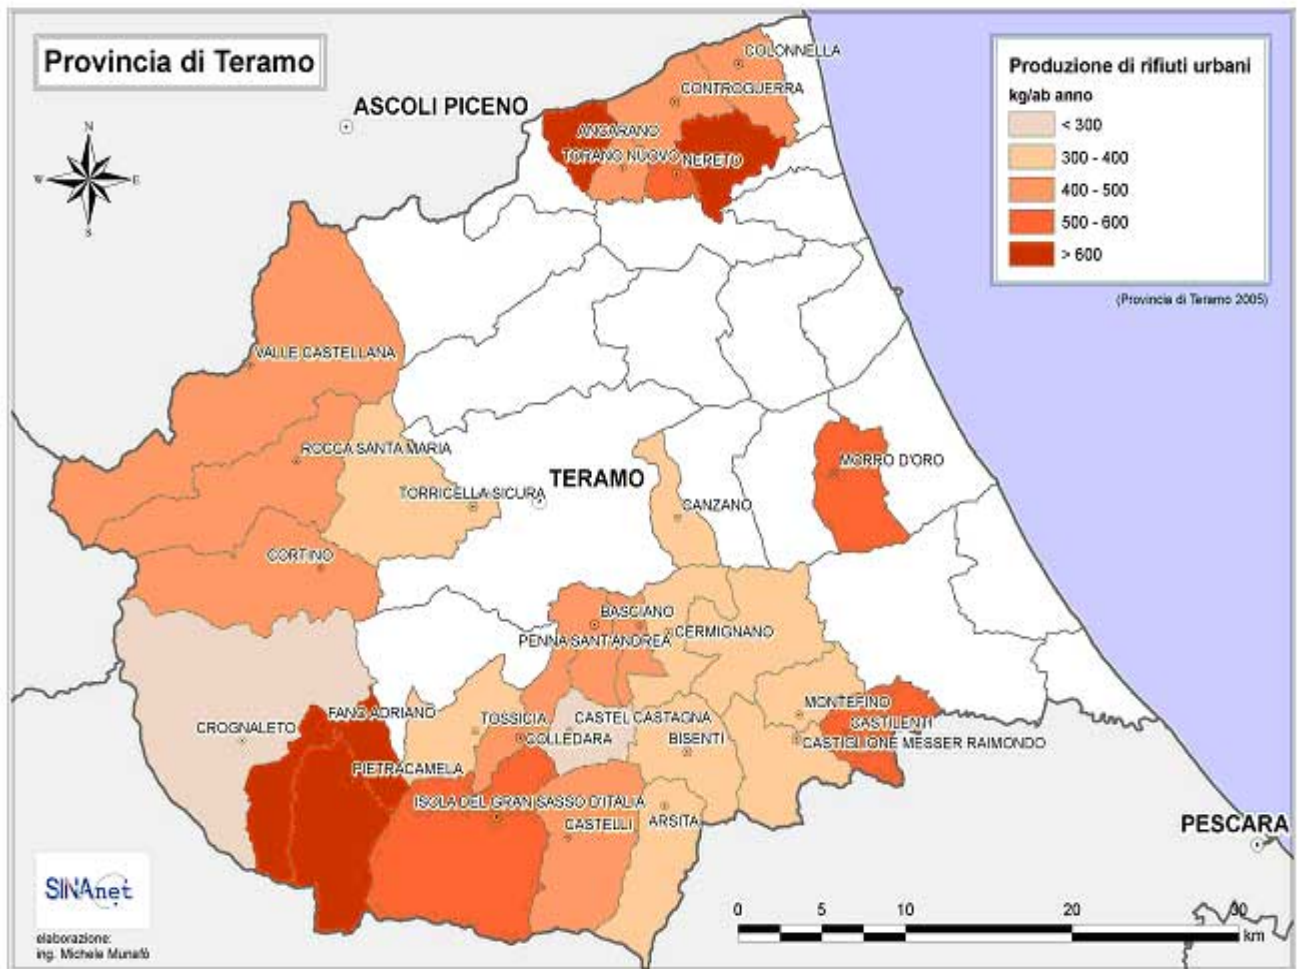 Provincia di Teramo
COLONNELLA
CONTROGUERRA
ASCOLI PICENO
ANCARANO
TORANO NUOVO
NERETO
Produzione di rifiuti urbani
kg/ab anno
< 300
300 - 400
400 - 500
500 - 600
> 600
(Provincia di Teramo 2005)
N
W
E
S
VALLE CASTELLANA
ROCCA SANTA MARIA
TORRICELLA SICURA
TERAMO
MORRO D'ORO
CANZANO
CORTINO
BASCIANO
PENNA SANT'ANDREA
CERMIGNANO
CROGNALETO
FANO ADRIANO
TOSSICIA
CASTEL CASTAGNA
MONTEFINO
CASTILENTI
COLLEDARA
BISENTI
CASTIGLIONE MESSER RAIMONDO
PIETRACAMELA
ISOLA DEL GRAN SASSO D'ITALIA
CASTELLI
ARSITA
PESCARA
SINAnet
elaborazione:
ing. Michele Munafò
0 5 10 20 30
km